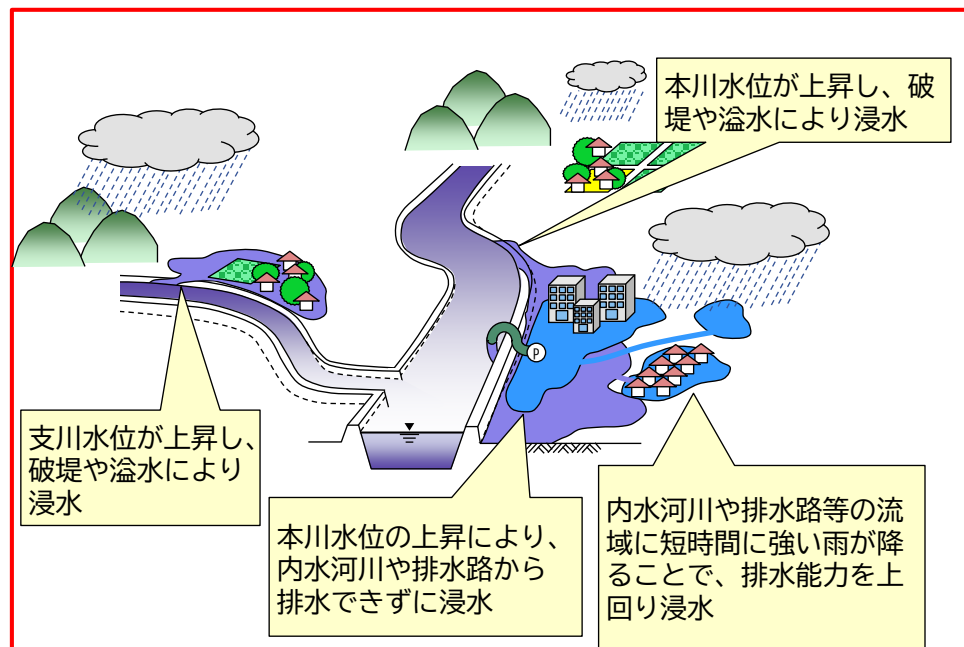 本川水位が上昇し、破
堤や溢水により浸水
P
支川水位が上昇し、
破堤や溢水により
浸水
本川水位の上昇により、
内水河川や排水路から
排水できずに浸水
内水河川や排水路等の流
域に短時間に強い雨が降
ることで、排水能力を上
回り浸水